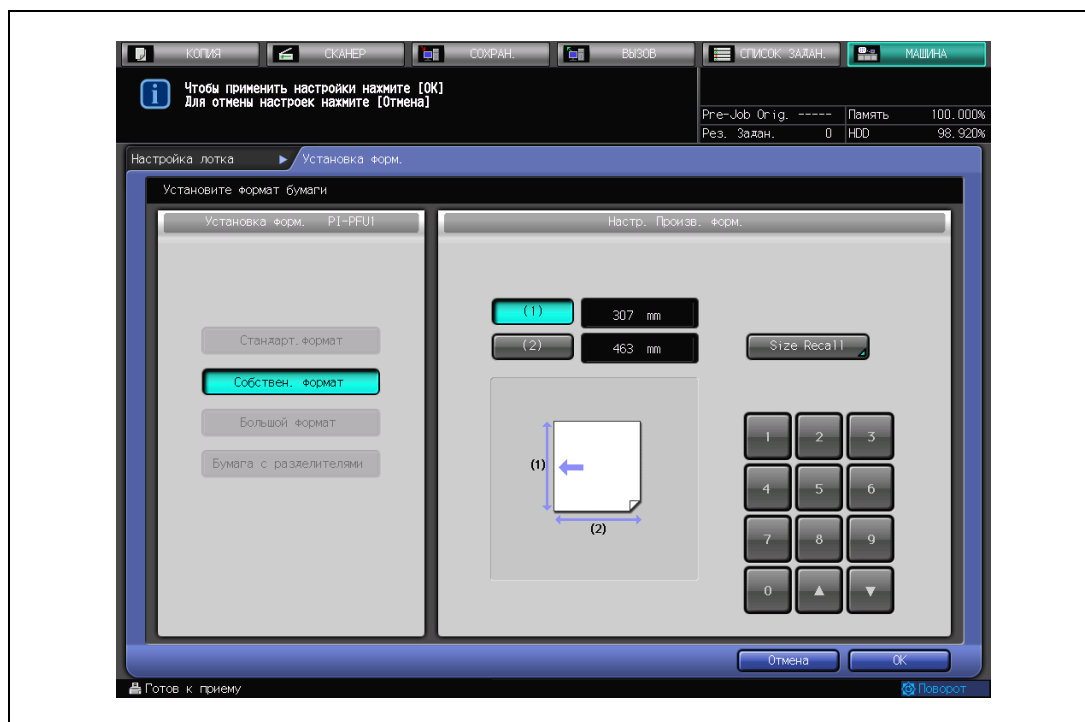 КОПИЯ
СКАНЕР
СОХРАН.
ВЫЗОВ
СПИСОК ЗАДАН.
МАШИНА
Чтобы применить настройки нажмите [OK]
Для отмены настроек нажмите [Отмена]
Pre-Job Orig. ----- Память 100.000%
Рез. Задан. 0 HDD 98.920%
Настройка лотка ▶ Установка форм.
Установите формат бумаги
Установка форм. PI-PFU1
Настр. Произв. форм.
Стандарт.формат
Собствен. формат
Большой формат
Бумага с разделителями
(1) 307 mm
(2) 463 mm
Size Recall
(1)
(2)
1 2 3
4 5 6
7 8 9
0 ▲ ▼
Отмена
OK
Готов к приему
Поворот